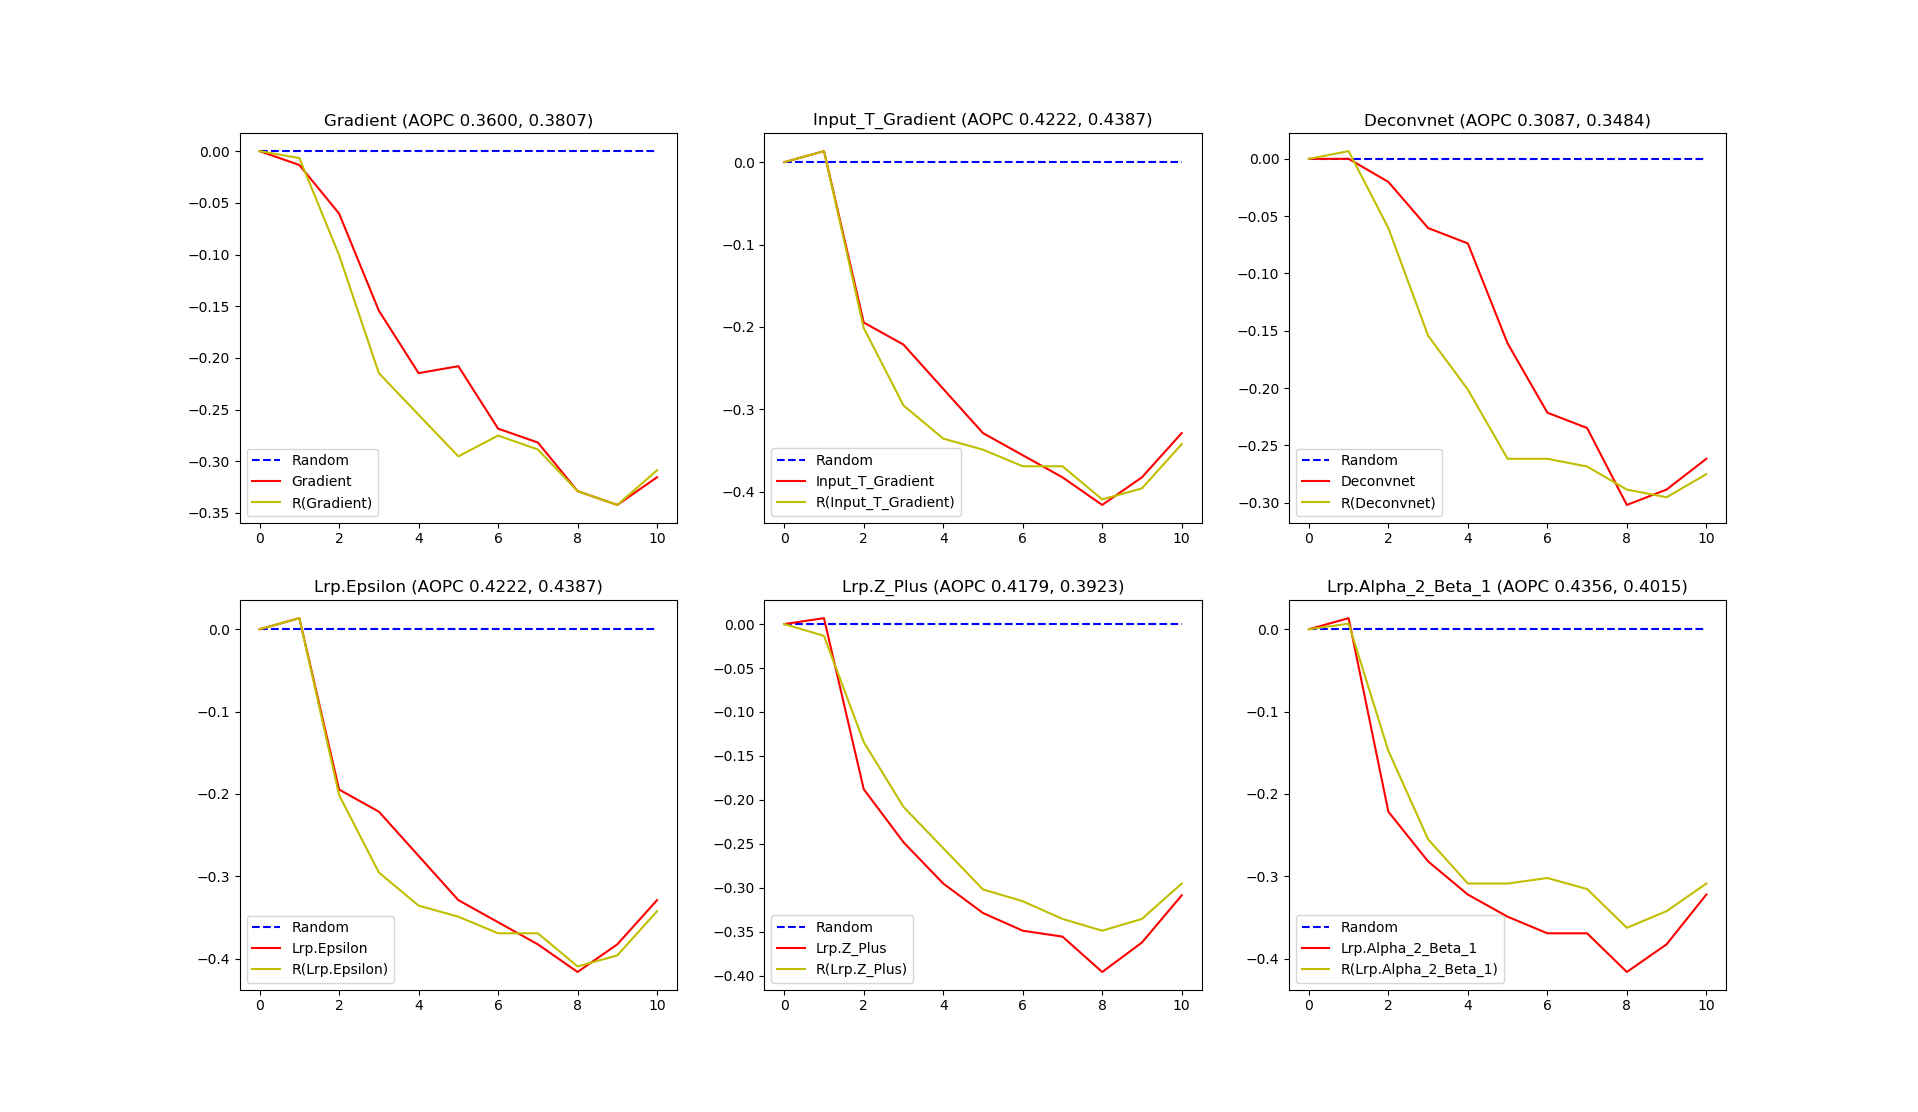 Gradient (AOPC 0.3600, 0.3807)
0.00
−0.05
−0.10
−0.15
−0.20
−0.25
−0.30
−0.35
Random
Gradient
R(Gradient)
0 2 4 6 8 10
Input_T_Gradient (AOPC 0.4222, 0.4387)
0.0
−0.1
−0.2
−0.3
−0.4
Random
Input_T_Gradient
R(Input_T_Gradient)
0 2 4 6 8 10
Deconvnet (AOPC 0.3087, 0.3484)
0.00
−0.05
−0.10
−0.15
−0.20
−0.25
−0.30
Random
Deconvnet
R(Deconvnet)
0 2 4 6 8 10
Lrp.Epsilon (AOPC 0.4222, 0.4387)
0.0
−0.1
−0.2
−0.3
−0.4
Random
Lrp.Epsilon
R(Lrp.Epsilon)
0 2 4 6 8 10
Lrp.Z_Plus (AOPC 0.4179, 0.3923)
0.00
−0.05
−0.10
−0.15
−0.20
−0.25
−0.30
−0.35
−0.40
Random
Lrp.Z_Plus
R(Lrp.Z_Plus)
0 2 4 6 8 10
Lrp.Alpha_2_Beta_1 (AOPC 0.4356, 0.4015)
0.0
−0.1
−0.2
−0.3
−0.4
Random
Lrp.Alpha_2_Beta_1
R(Lrp.Alpha_2_Beta_1)
0 2 4 6 8 10